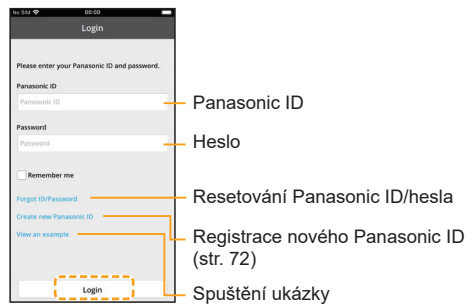 No SIM 00:00
Login
Please enter your Panasonic ID and password.
Panasonic ID
Panasonic ID
Panasonic ID
Password
Password
Heslo
Remember me
Forgot ID/Password
Resetování Panasonic ID/hesla
Create new Panasonic ID
Registrace nového Panasonic ID
(str. 72)
View an example
Spuštění ukázky
Login